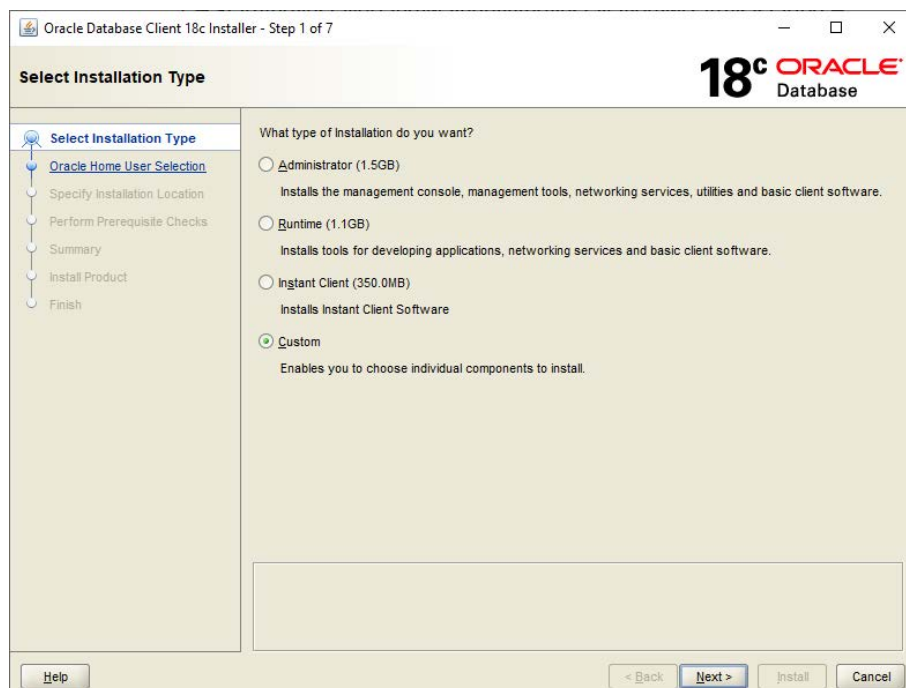 Oracle Database Client 18c Installer - Step 1 of 7
Select Installation Type
18c ORACLE
Database
Select Installation Type
Oracle Home User Selection
Specify Installation Location
Perform Prerequisite Checks
Summary
Install Product
Finish
What type of Installation do you want?
Administrator (1.5GB)
Installs the management console, management tools, networking services, utilities and basic client software.
Runtime (1.1GB)
Installs tools for developing applications, networking services and basic client software.
Instant Client (350.0MB)
Installs Instant Client Software
Custom
Enables you to choose individual components to install.
Help
< Back
Next >
Install
Cancel